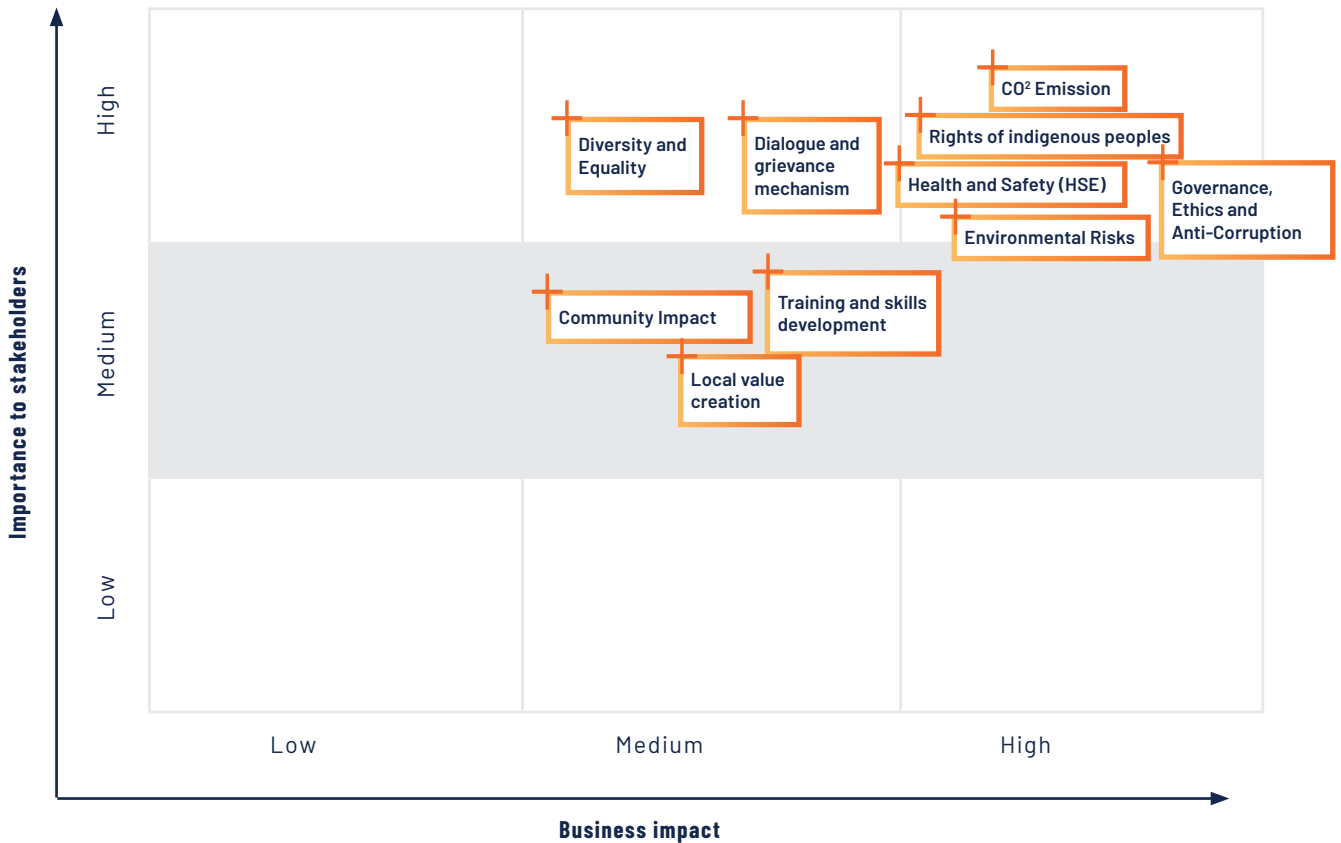 Importance to stakeholders
High
Medium
Low
CO² Emission
Rights of indigenous peoples
Diversity and
Equality
Dialogue and
grievance
mechanism
Health and Safety (HSE)
Governance,
Ethics and
Anti-Corruption
Environmental Risks
Community Impact
Training and skills
development
Local value
creation
Low
Medium
High
Business impact